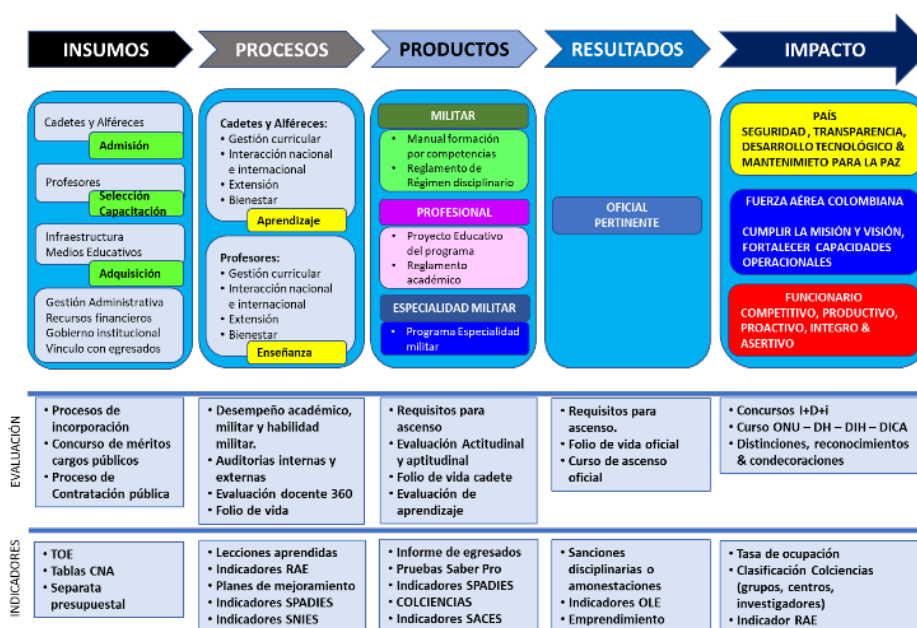 INSUMOS
PROCESOS
PRODUCTOS
RESULTADOS
IMPACTO
Cadetes y Alféreces
Admisión
Profesores
Selección
Capacitación
Infraestructura
Medios Educativos
Adquisición
Gestión Administrativa
Recursos financieros
Gobierno institucional
Vínculo con egresados
Cadetes y Alféreces:
• Gestión curricular
• Interacción nacional
e internacional
• Extensión
• Bienestar
Aprendizaje
Profesores:
• Gestión curricular
• Interacción nacional
e internacional
• Extensión
• Bienestar
Enseñanza
MILITAR
• Manual formación
por competencias
• Reglamento de
Régimen disciplinario
PROFESIONAL
• Proyecto Educativo
del programa
• Reglamento
académico
ESPECIALIDAD MILITAR
• Programa Especialidad
militar
OFICIAL
PERTINENTE
PAÍS
SEGURIDAD, TRANSPARENCIA,
DESARROLLO TECNOLÓGICO &
MANTENIMIETO PARA LA PAZ
FUERZA AÉREA COLOMBIANA
CUMPLIR LA MISIÓN Y VISIÓN,
FORTALECER CAPACIDADES
OPERACIONALES
FUNCIONARIO
COMPETITIVO, PRODUCTIVO,
PROACTIVO, INTEGRO &
ASERTIVO
EVALUACIÓN
• Procesos de
incorporación
• Concurso de méritos
cargos públicos
• Proceso de
Contratación pública
• Desempeño académico,
militar y habilidad
militar.
• Auditorias internas y
externas
• Evaluación docente 360
• Folio de vida
• Requisitos para
ascenso
• Evaluación Actitudinal
y aptitudinal
• Folio de vida cadete
• Evaluación de
aprendizaje
• Requisitos para
ascenso.
• Folio de vida oficial
• Curso de ascenso
oficial
• Concursos I+D+i
• Curso ONU – DH – DIH – DICA
• Distinciones, reconocimientos
& condecoraciones
INDICADORES
• TOE
• Tablas CNA
• Separata
presupuestal
• Lecciones aprendidas
• Indicadores RAE
• Planes de mejoramiento
• Indicadores SPADIES
• Indicadores SNIES
• Informe de egresados
• Pruebas Saber Pro
• Indicadores SPADIES
• COLCIENCIAS
• Indicadores SACES
• Sanciones
disciplinarias o
amonestaciones
• Indicadores OLE
• Emprendimiento
• Tasa de ocupación
• Clasificación Colciencias
(grupos, centros,
investigadores)
• Indicador RAE